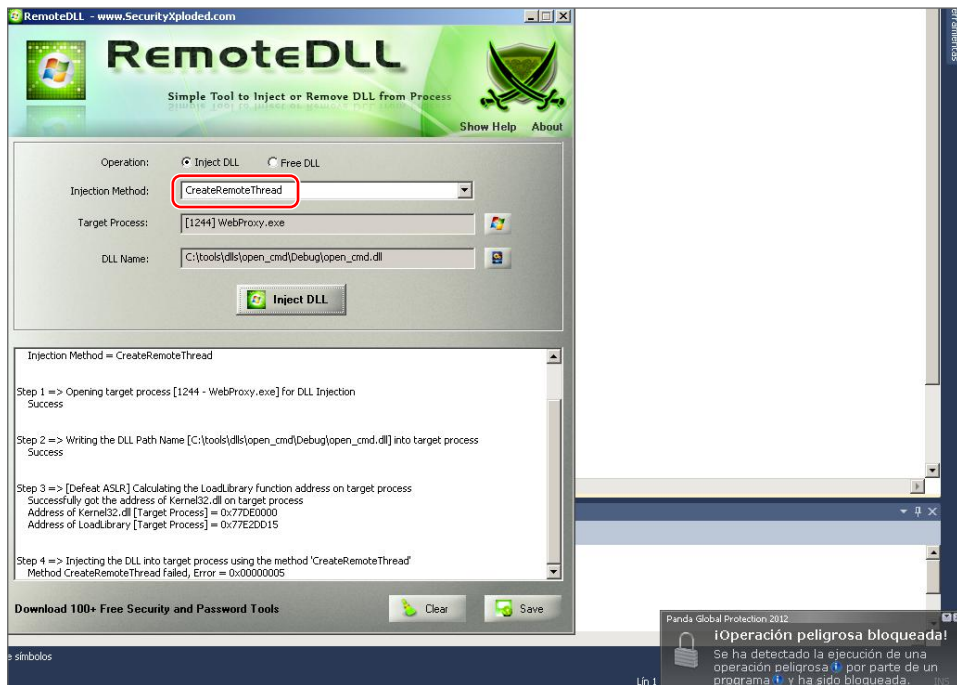 RemoteDLL - www.SecurityXploded.com
RemoteDLL
Simple Tool to Inject or Remove DLL from Process
Show Help About
Operation: Inject DLL Free DLL
Injection Method: CreateRemoteThread
Target Process: [1244] WebProxy.exe
DLL Name: C:\tools\dlls\open_cmd\Debug\open_cmd.dll
Inject DLL
Injection Method = CreateRemoteThread
Step 1 => Opening target process [1244 - WebProxy.exe] for DLL Injection
Success
Step 2 => Writing the DLL Path Name [C:\tools\dlls\open_cmd\Debug\open_cmd.dll] into target process
Success
Step 3 => [Defeat ASLR] Calculating the LoadLibrary function address on target process
Successfully got the address of Kernel32.dll on target process
Address of Kernel32.dll [Target Process] = 0x77DE0000
Address of LoadLibrary [Target Process] = 0x77E2DD15
Step 4 => Injecting the DLL into target process using the method 'CreateRemoteThread'
Method CreateRemoteThread failed, Error = 0x00000005
Download 100+ Free Security and Password Tools Clear Save
e símbolos
Lín 1
Panda Global Protection 2012
¡Operación peligrosa bloqueada!
Se ha detectado la ejecución de una
operación peligrosa por parte de un
programa y ha sido bloqueada.
INS
erramientas